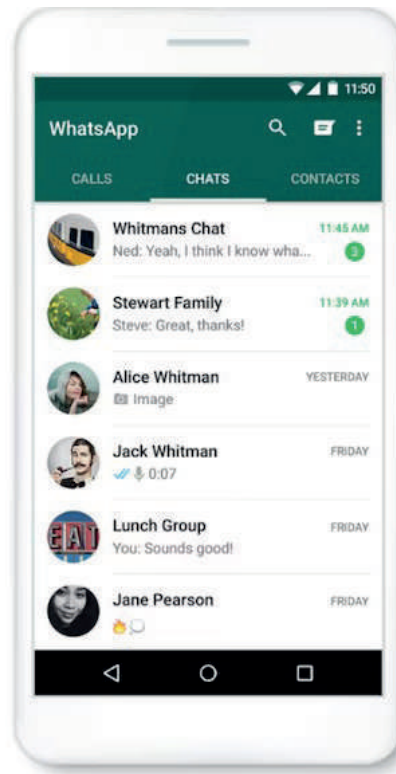 11:50
WhatsApp
CALLS CHATS CONTACTS
Whitmans Chat 11:45 AM
Ned: Yeah, I think I know wha... 3
Stewart Family 11:39 AM
Steve: Great, thanks! 1
Alice Whitman YESTERDAY
Image
Jack Whitman FRIDAY
0:07
EAT
Lunch Group FRIDAY
You: Sounds good!
Jane Pearson FRIDAY
🔥💭